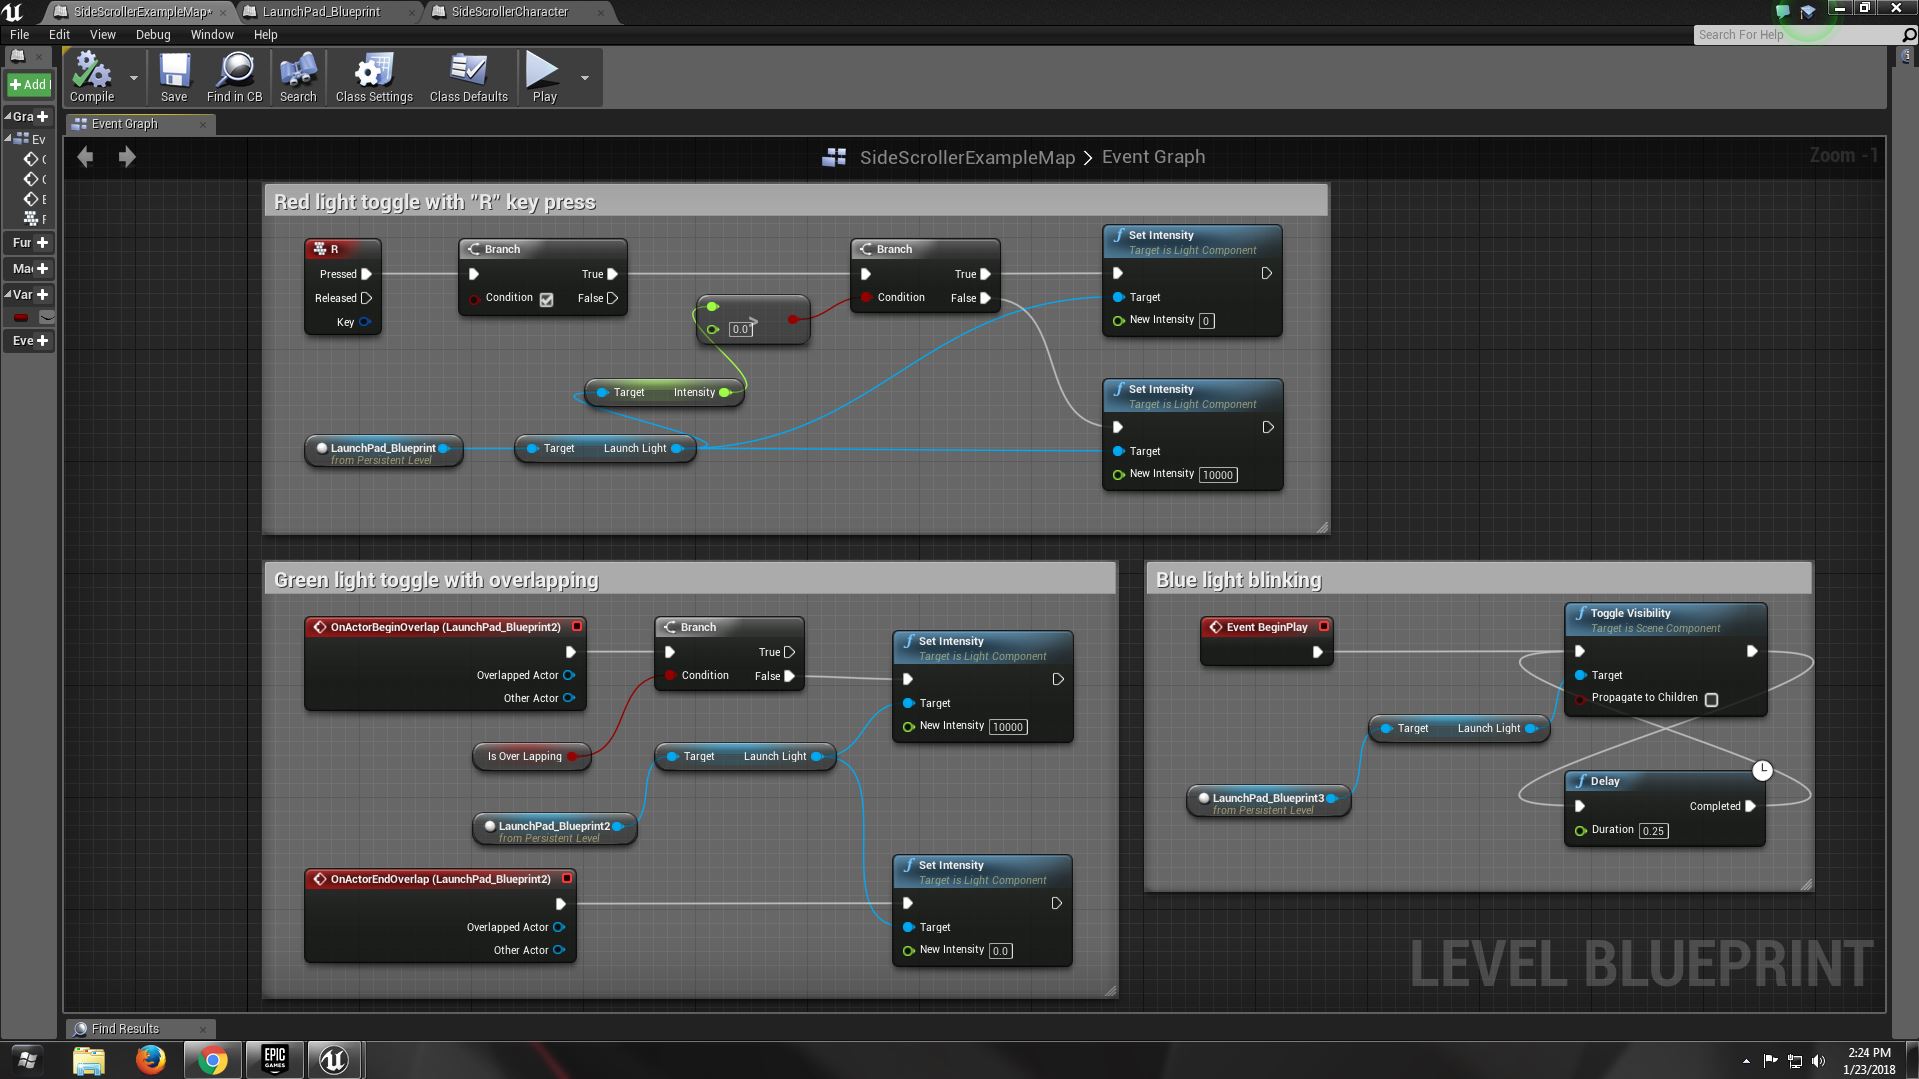 SideScrollerExampleMap*
LaunchPad_Blueprint
SideScrollerCharacter
File Edit View Debug Window Help
Search For Help
Add
Compile
Save
Find in CB
Search
Class Settings
Class Defaults
Play
Gra
Ev
Fur
Ma
Var
Eve
Event Graph
SideScrollerExampleMap > Event Graph
Zoom -1
Red light toggle with "R" key press
R
Pressed
Released
Key
Branch
True
Condition
False
>
0.0
Branch
True
Condition
False
Set Intensity
Target is Light Component
Target
New Intensity 0
Target Intensity
Set Intensity
Target is Light Component
Target
New Intensity 10000
LaunchPad_Blueprint
from Persistent Level
Target Launch Light
Green light toggle with overlapping
OnActorBeginOverlap (LaunchPad_Blueprint2)
Overlapped Actor
Other Actor
Branch
True
Condition
False
Set Intensity
Target is Light Component
Target
New Intensity 10000
Is Over Lapping
Target Launch Light
LaunchPad_Blueprint2
from Persistent Level
OnActorEndOverlap (LaunchPad_Blueprint2)
Overlapped Actor
Other Actor
Set Intensity
Target is Light Component
Target
New Intensity 0.0
Blue light blinking
Event BeginPlay
Toggle Visibility
Target is Scene Component
Target
Propagate to Children
Target Launch Light
LaunchPad_Blueprint3
from Persistent Level
Delay
Completed
Duration 0.25
LEVEL BLUEPRINT
Find Results
EPIC
GAMES
2:24 PM
1/23/2018